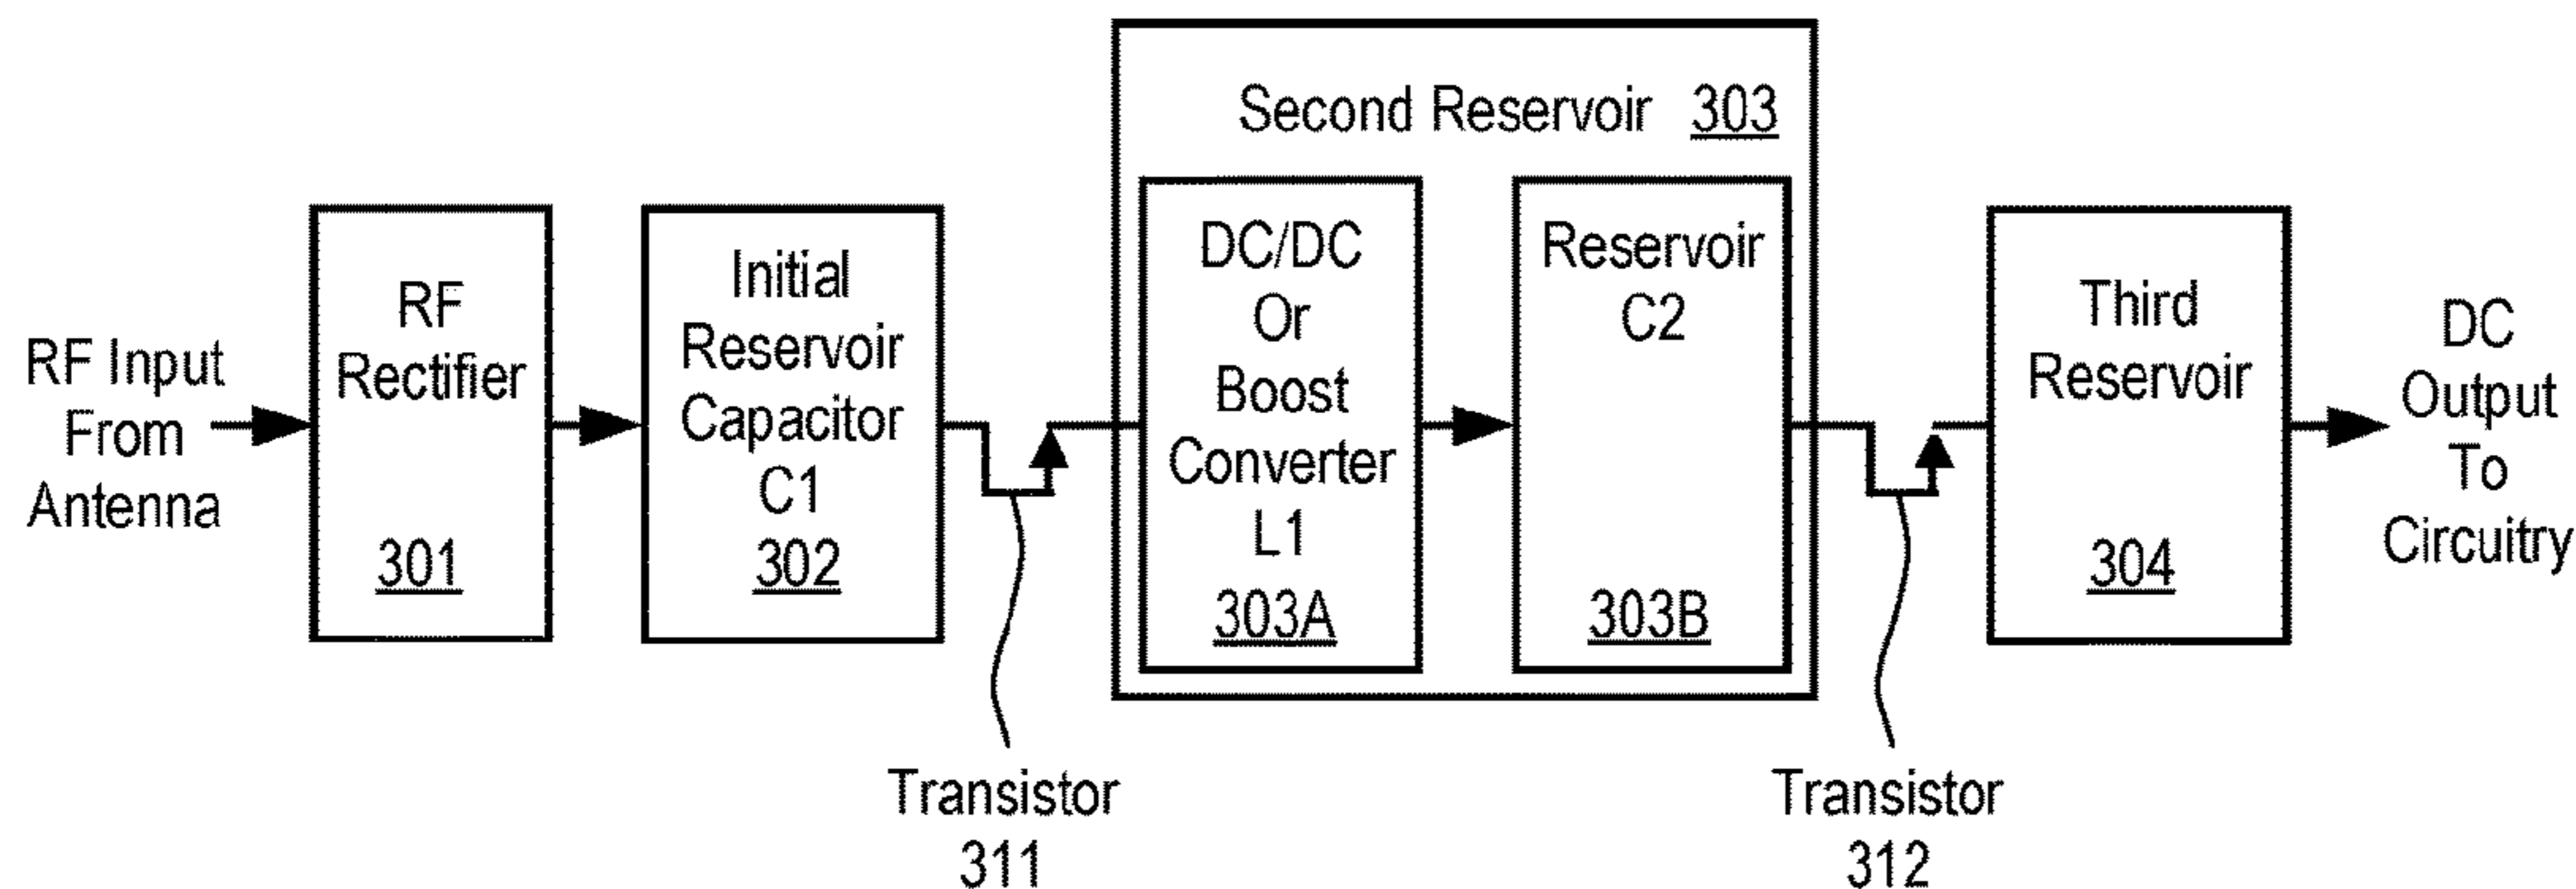 RF Input
From
Antenna
RF
Rectifier
301
Initial
Reservoir
Capacitor
C1
302
Transistor
311
Second Reservoir 303
DC/DC
Or
Boost
Converter
L1
303A
Reservoir
C2
303B
Transistor
312
Third
Reservoir
304
DC
Output
To
Circuitry